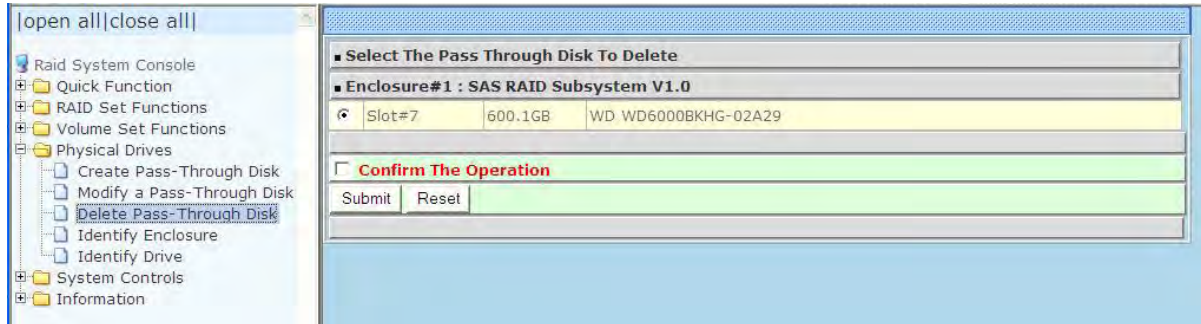 |open all|close all|
Raid System Console
Quick Function
RAID Set Functions
Volume Set Functions
Physical Drives
Create Pass-Through Disk
Modify a Pass-Through Disk
Delete Pass-Through Disk
Identify Enclosure
Identify Drive
System Controls
Information
Select The Pass Through Disk To Delete
Enclosure#1 : SAS RAID Subsystem V1.0
Slot#7 600.1GB WD WD6000BKHG-02A29
Confirm The Operation
Submit Reset